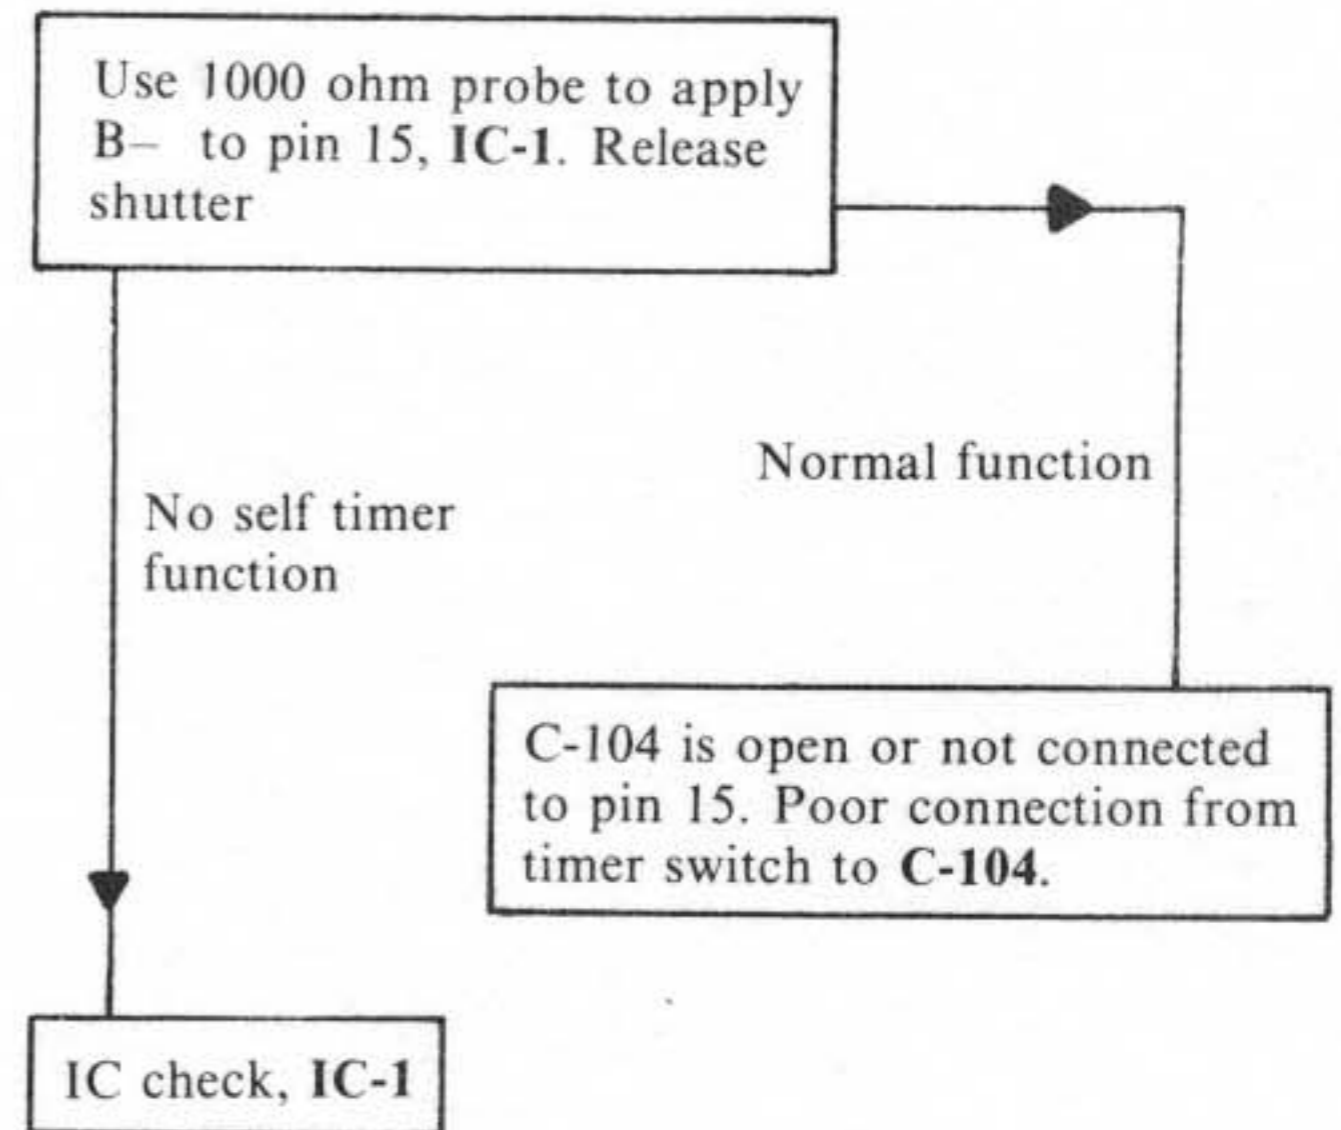 Use 1000 ohm probe to apply
B– to pin 15, IC-1. Release
shutter
Normal function
No self timer
function
C-104 is open or not connected
to pin 15. Poor connection from
timer switch to C-104.
IC check, IC-1